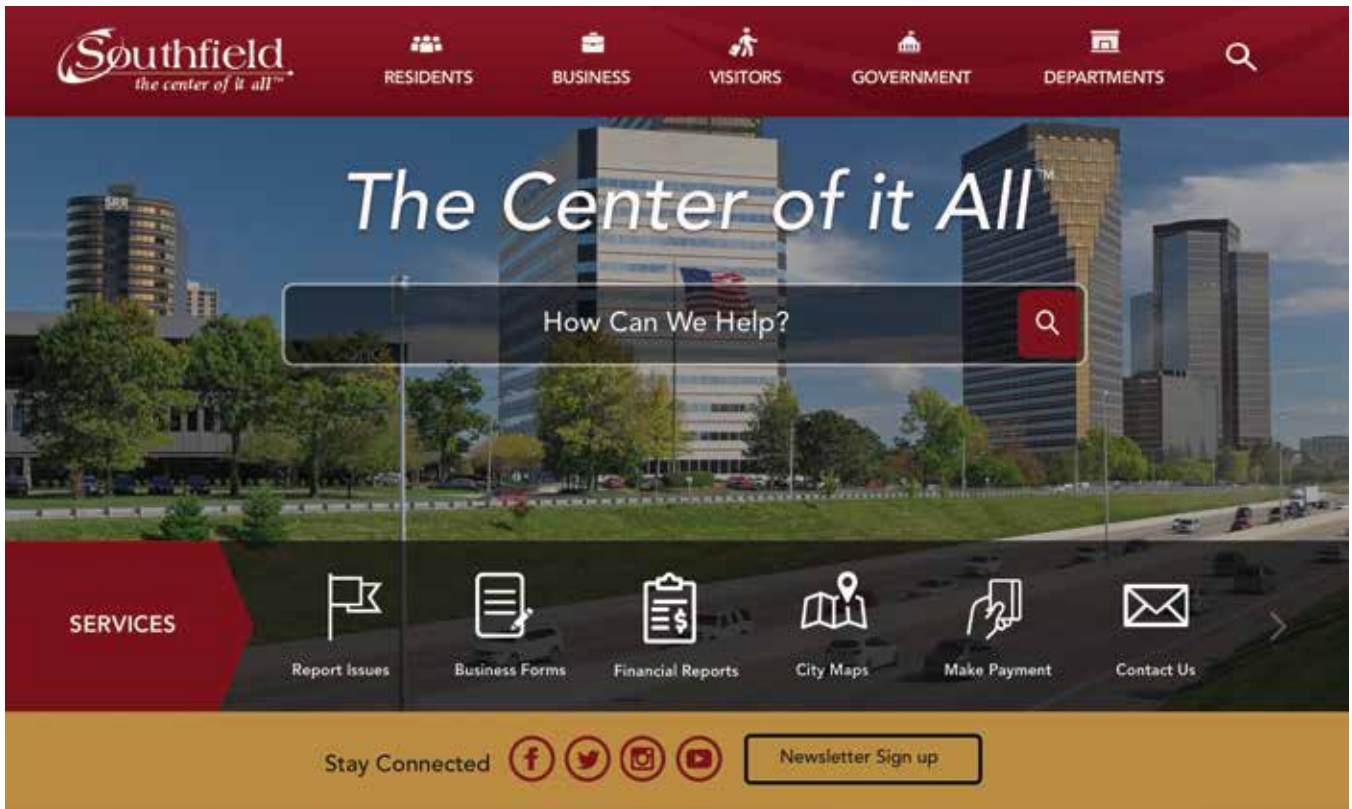 Southfield
the center of it all™
RESIDENTS
BUSINESS
VISITORS
GOVERNMENT
DEPARTMENTS
SRR
The Center of it All™
How Can We Help?
SERVICES
Report Issues
Business Forms
Financial Reports
City Maps
Make Payment
Contact Us
Stay Connected
Newsletter Sign up